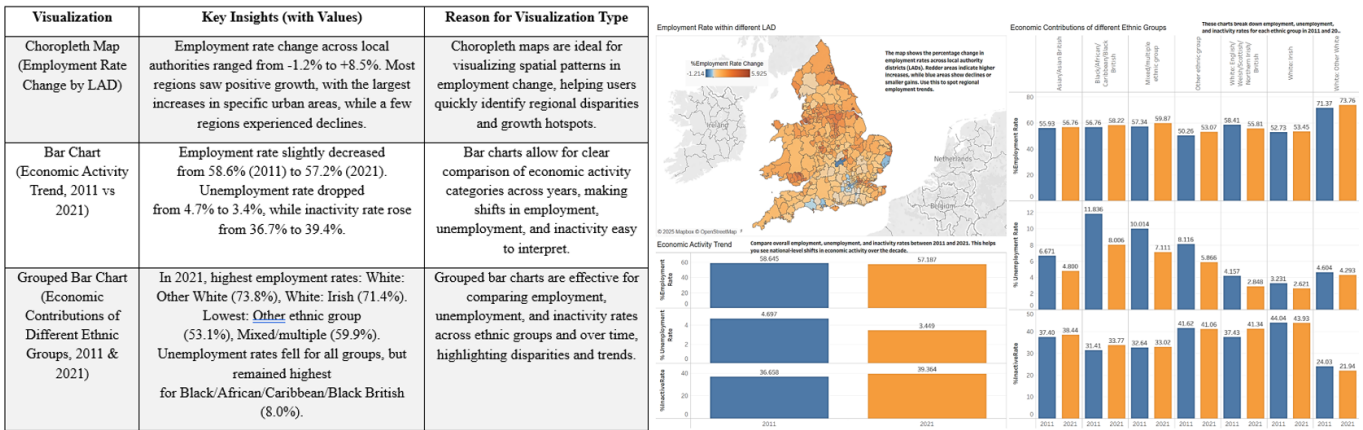 Visualization
Key Insights (with Values)
Reason for Visualization Type
Choropleth Map
(Employment Rate
Change by LAD)
Employment rate change across local
authorities ranged from -1.2% to +8.5%. Most
regions saw positive growth, with the largest
increases in specific urban areas, while a few
regions experienced declines.
Choropleth maps are ideal for
visualizing spatial patterns in
employment change, helping users
quickly identify regional disparities
and growth hotspots.
Bar Chart
(Economic Activity
Trend, 2011 vs
2021)
Employment rate slightly decreased
from 58.6% (2011) to 57.2% (2021).
Unemployment rate dropped
from 4.7% to 3.4%, while inactivity rate rose
from 36.7% to 39.4%.
Bar charts allow for clear
comparison of economic activity
categories across years, making
shifts in employment,
unemployment, and inactivity easy
to interpret.
Grouped Bar Chart
(Economic
Contributions of
Different Ethnic
Groups, 2011 &
2021)
In 2021, highest employment rates: White:
Other White (73.8%), White: Irish (71.4%).
Lowest: Other ethnic group
(53.1%), Mixed/multiple (59.9%).
Unemployment rates fell for all groups, but
remained highest
for Black/African/Caribbean/Black British
(8.0%).
Grouped bar charts are effective for
comparing employment,
unemployment, and inactivity rates
across ethnic groups and over time,
highlighting disparities and trends.
Employment Rate within different LAD
%Employment Rate Change
-1.214 5.925
The map shows the percentage change in
employment rates across local authority
districts (LADs). Redder areas indicate higher
increases, while blue areas show declines or
smaller gains. Use this to spot regional
employment trends.
Ireland
Netherlands
Belgium
© 2025 Mapbox © OpenStreetMap
Economic Activity Trend
Compare overall employment, unemployment, and inactivity rates between 2011 and 2021. This helps
you see national-level shifts in economic activity over the decade.
%Employment
Rate
60
40
20
0
58.645
57.187
% Unemployment
Rate
4
2
0
4.697
3.449
%InactiveRate
40
20
0
36.658
39.364
2011
2021
Economic Contributions of different Ethnic Groups
These charts break down employment, unemployment,
and inactivity rates for each ethnic group in 2011 and 20..
Asian/Asian British
Black/African/
Caribbean/Black
British
Mixed/multiple
ethnic group
Other ethnic group
White: English/
Welsh/Scottish/
Northern Irish/
British
White: Irish
White: Other White
%Employment Rate
80
60
40
20
0
55.93 56.76 56.76 58.22 57.34 59.87 50.26 53.07 58.41 55.81 52.73 53.45 71.37 73.76
% Unemployment Rate
10
5
0
6.671 4.800 11.836 8.006 10.014 7.111 8.116 5.866 4.157 2.848 3.231 2.621 4.604 4.293
%InactiveRate
40
30
20
10
0
37.40 38.44 31.41 33.77 32.64 33.02 41.62 41.06 37.43 41.34 44.04 43.93 24.03 21.94
2011 2021 2011 2021 2011 2021 2011 2021 2011 2021 2011 2021 2011 2021